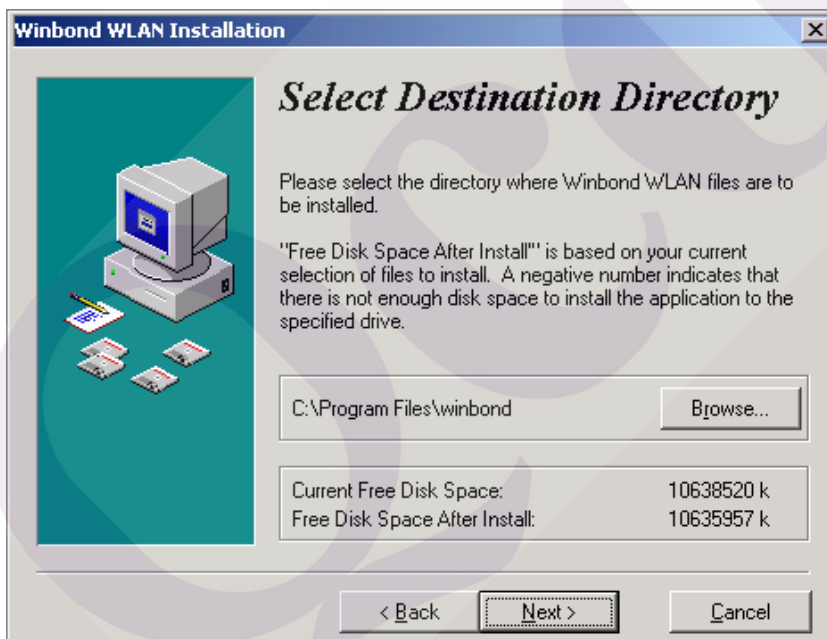 Winbond WLAN Installation
Select Destination Directory
Please select the directory where Winbond WLAN files are to
be installed.
"Free Disk Space After Install'" is based on your current
selection of files to install.  A negative number indicates that
there is not enough disk space to install the application to the
specified drive.
C:\Program Files\winbond
Browse...
Current Free Disk Space: 10638520 k
Free Disk Space After Install: 10635957 k
< Back Next > Cancel